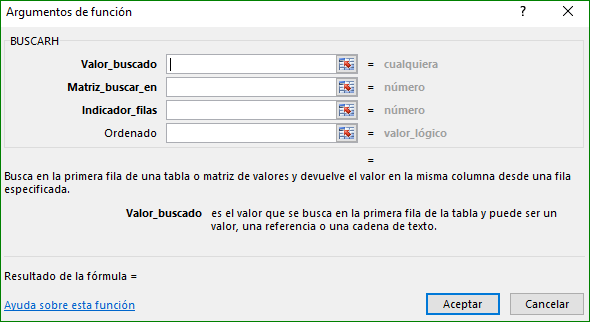 Argumentos de función ? ×
BUSCARH
Valor_buscado = cualquiera
Matriz_buscar_en = número
Indicador_filas = número
Ordenado = valor_lógico
=
Busca en la primera fila de una tabla o matriz de valores y devuelve el valor en la misma columna desde una fila
especificada.
Valor_buscado es el valor que se busca en la primera fila de la tabla y puede ser un
valor, una referencia o una cadena de texto.
Resultado de la fórmula =
Ayuda sobre esta función Aceptar Cancelar